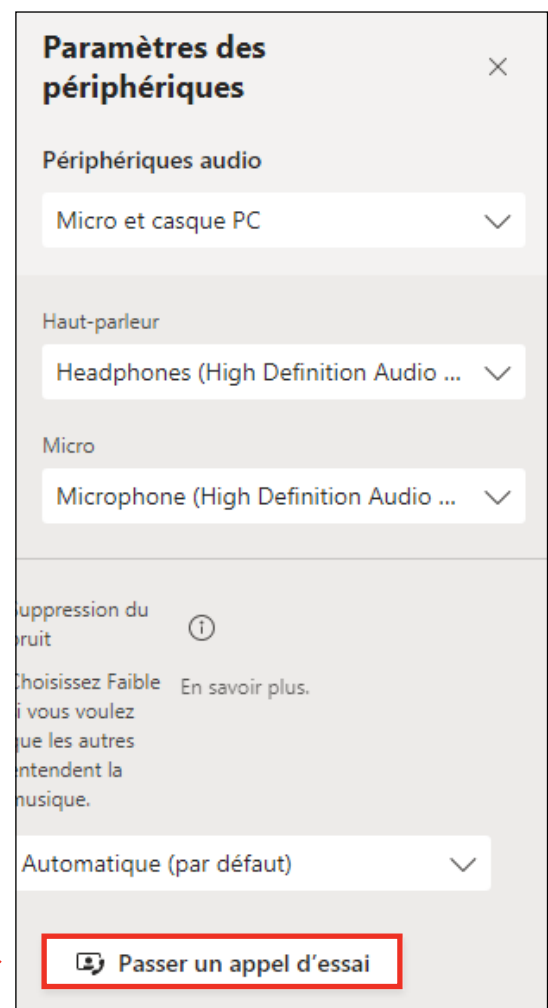 Paramètres des
périphériques
Périphériques audio
Micro et casque PC
Haut-parleur
Headphones (High Definition Audio ...
Micro
Microphone (High Definition Audio ...
uppression du
ruit
hoisissez Faible En savoir plus.
i vous voulez
ue les autres
entendent la
musique.
Automatique (par défaut)
Passer un appel d'essai